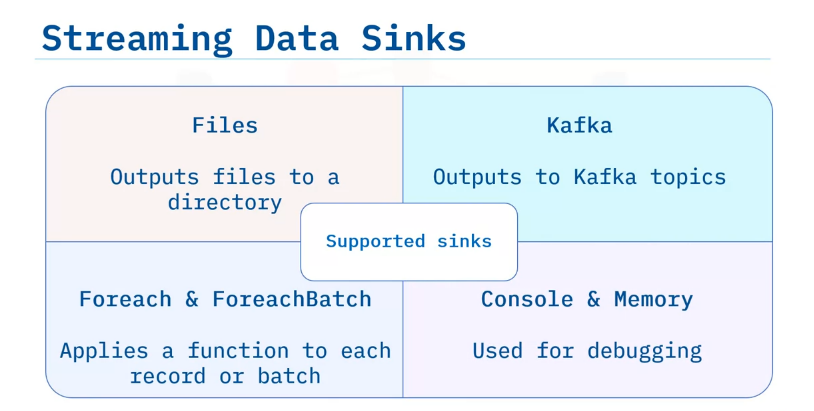 Streaming Data Sinks
Files
Outputs files to a
directory
Kafka
Outputs to Kafka topics
Supported sinks
Foreach & ForeachBatch
Applies a function to each
record or batch
Console & Memory
Used for debugging